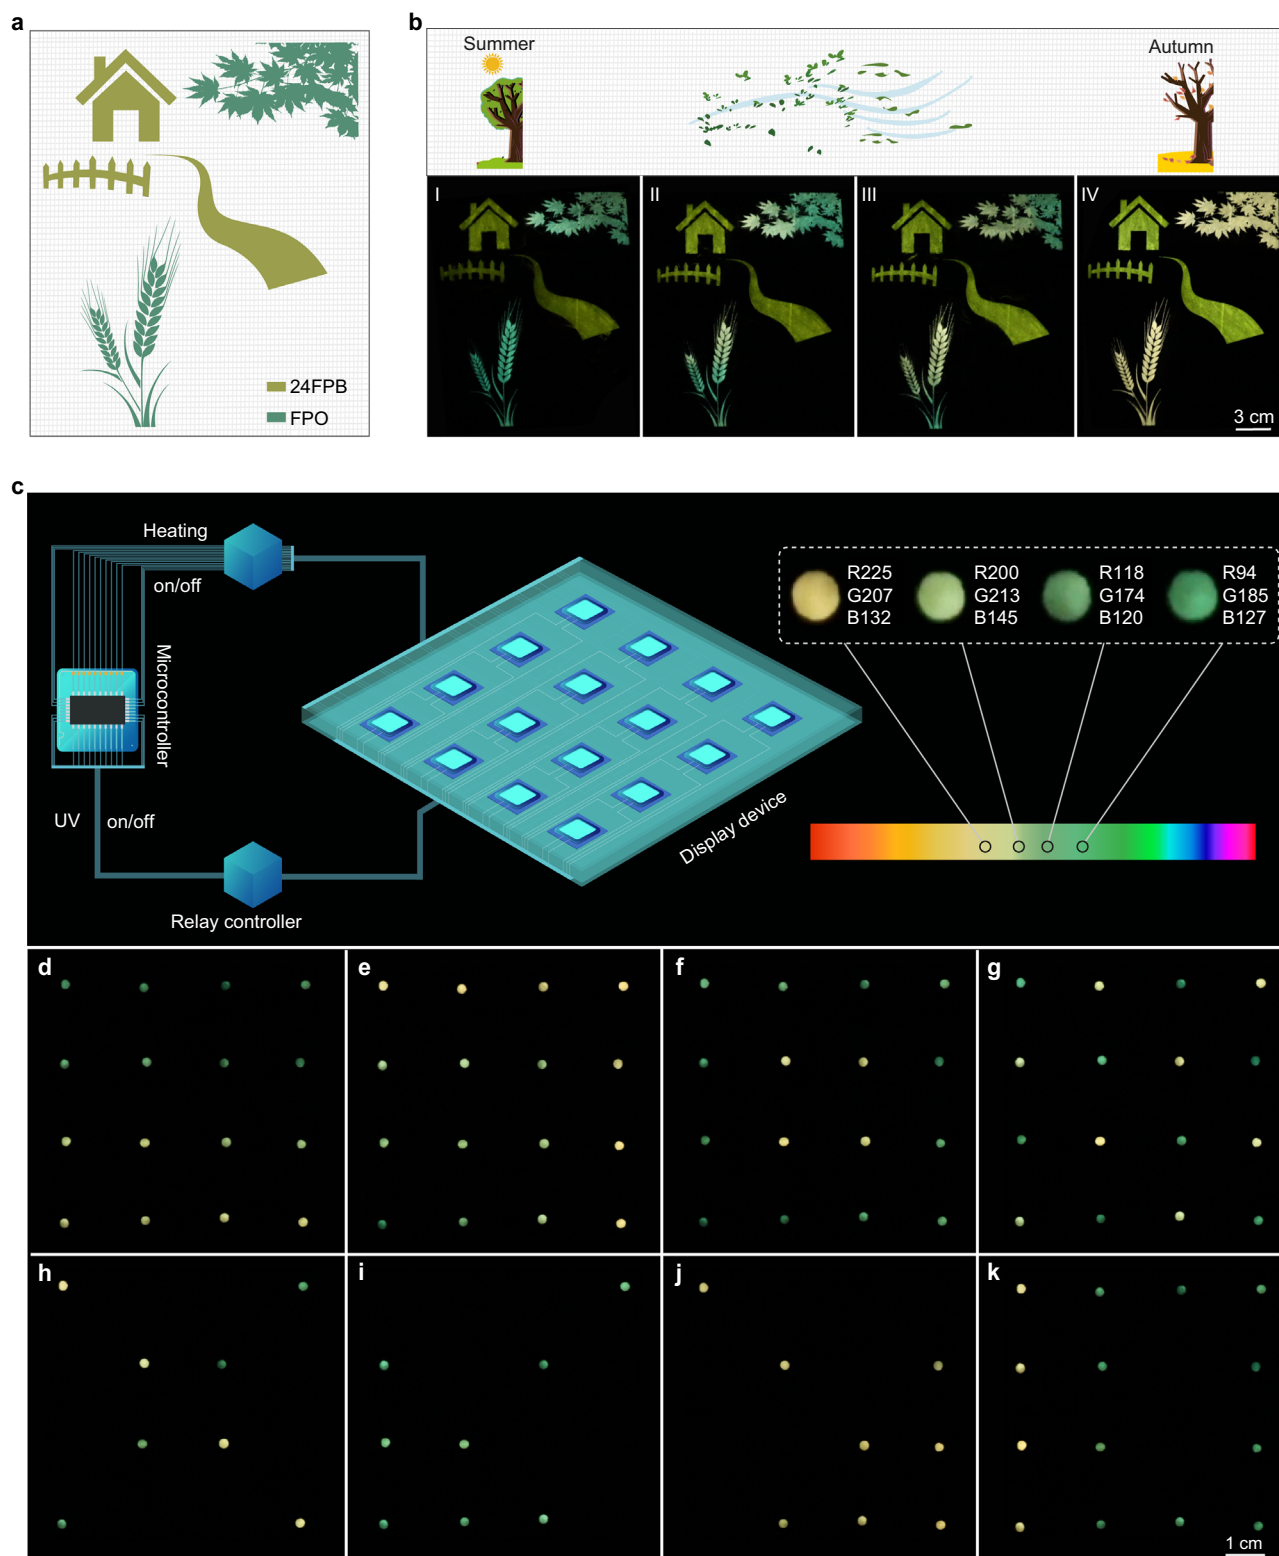 a
24FPB
FPO
b
Summer
Autumn
I
II
III
IV
3 cm
c
Heating
on/off
Microcontroller
UV
on/off
Relay controller
Display device
R225
G207
B132
R200
G213
B145
R118
G174
B120
R94
G185
B127
d
e
f
g
h
i
j
k
1 cm